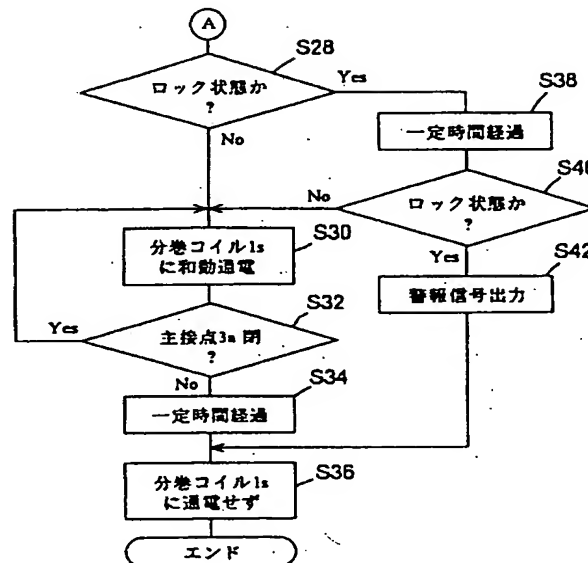 A
S28
ロック状態か
?
Yes
No
S38
一定時間経過
S40
ロック状態か
?
No
Yes
S30
分巻コイル1s
に和動通電
S42
警報信号出力
S32
主接点3a 閉
?
Yes
No
S34
一定時間経過
S36
分巻コイル1s
に通電せず
エンド